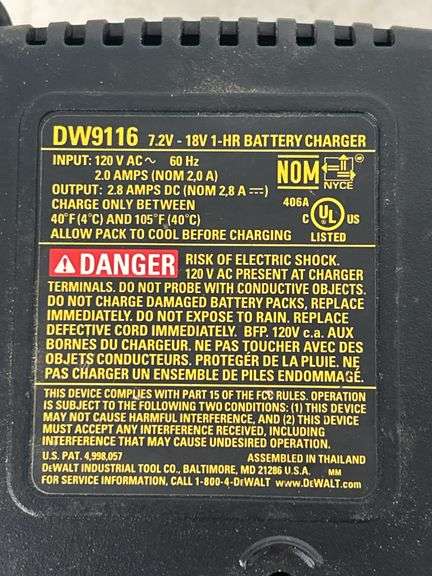 DW9116 7.2V - 18V 1-HR BATTERY CHARGER
INPUT: 120 V AC ~ 60 Hz
2.0 AMPS (NOM 2,0 A)
OUTPUT: 2.8 AMPS DC (NOM 2,8 A ⎓)
CHARGE ONLY BETWEEN
40°F (4°C) AND 105°F (4°C)
ALLOW PACK TO COOL BEFORE CHARGING
NOM
NYCE
406A
C UL US
LISTED
DANGER RISK OF ELECTRIC SHOCK.
120 V AC PRESENT AT CHARGER
TERMINALS. DO NOT PROBE WITH CONDUCTIVE OBJECTS.
DO NOT CHARGE DAMAGED BATTERY PACKS, REPLACE
IMMEDIATELY. DO NOT EXPOSE TO RAIN. REPLACE
DEFECTIVE CORD IMMEDIATELY. BFP. 120V c.a. AUX
BORNES DU CHARGEUR. NE PAS TOUCHER AVEC DES
OBJETS CONDUCTEURS. PROTEGÉR DE LA PLUIE. NE
PAS CHARGER UN ENSEMBLE DE PILES ENDOMMAGÉ.
THIS DEVICE COMPLIES WITH PART 15 OF THE FCC RULES. OPERATION
IS SUBJECT TO THE FOLLOWING TWO CONDITIONS: (1) THIS DEVICE
MAY NOT CAUSE HARMFUL INTERFERENCE, AND (2) THIS DEVICE
MUST ACCEPT ANY INTERFERENCE RECEIVED, INCLUDING
INTERFERENCE THAT MAY CAUSE UNDESIRED OPERATION.
U.S. PAT. 4,998,057 ASSEMBLED IN THAILAND
DEWALT INDUSTRIAL TOOL CO., BALTIMORE, MD 21286 U.S.A. MM
FOR SERVICE INFORMATION, CALL 1-800-4-DEWALT www.DEWALT.com